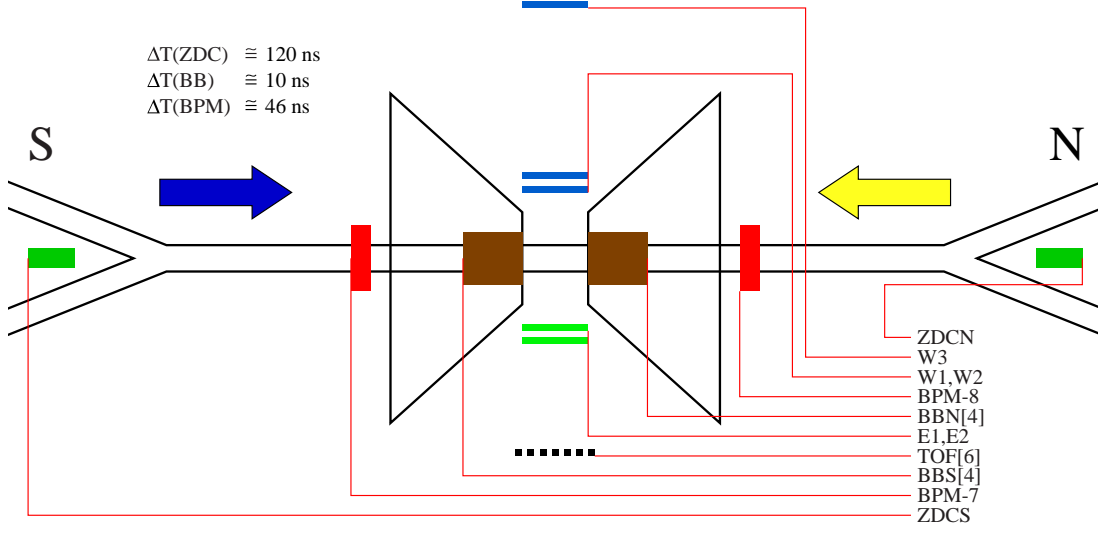 ΔT(ZDC) ≅ 120 ns
ΔT(BB) ≅ 10 ns
ΔT(BPM) ≅ 46 ns
S
N
ZDCN
W3
W1,W2
BPM-8
BBN[4]
E1,E2
TOF[6]
BBS[4]
BPM-7
ZDCS